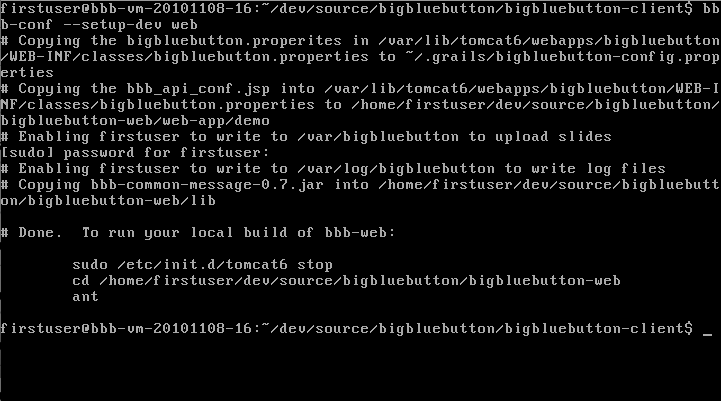 firstuser@bbb-vm-20101108-16:~/dev/source/bigbluebutton/bigbluebutton-client$ bb
b-conf --setup-dev web
# Copying the bigbluebutton.properites in /var/lib/tomcat6/webapps/bigbluebutton
/WEB-INF/classes/bigbluebutton.properties to ~/.grails/bigbluebutton-config.prop
erties
# Copying the bbb_api_conf.jsp into /var/lib/tomcat6/webapps/bigbluebutton/WEB-I
NF/classes/bigbluebutton.properties to /home/firstuser/dev/source/bigbluebutton/
bigbluebutton-web/web-app/demo
# Enabling firstuser to write to /var/bigbluebutton to upload slides
[sudo] password for firstuser:
# Enabling firstuser to write to /var/log/bigbluebutton to write log files
# Copying bbb-common-message-0.7.jar into /home/firstuser/dev/source/bigbluebutt
on/bigbluebutton-web/lib
# Done.  To run your local build of bbb-web:
sudo /etc/init.d/tomcat6 stop
cd /home/firstuser/dev/source/bigbluebutton/bigbluebutton-web
ant
firstuser@bbb-vm-20101108-16:~/dev/source/bigbluebutton/bigbluebutton-client$ _